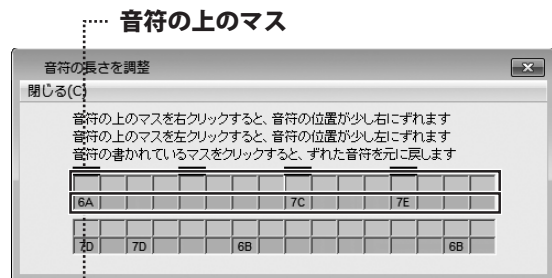 音符の上のマス
音符の長さを調整
閉じる(C)
音符の上のマスを右クリックすると、音符の位置が少し右にずれます
音符の上のマスを左クリックすると、音符の位置が少し左にずれます
音符の書かれているマスをクリックすると、ずれた音符を元に戻します
6A 7C 7E
7D 7D 6B 6B